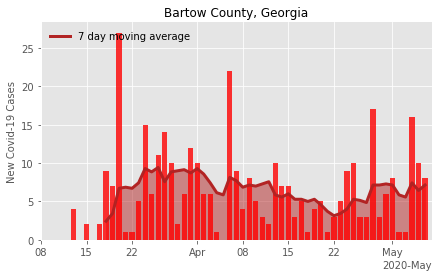 Bartow County, Georgia
7 day moving average
New Covid-19 Cases
25
20
15
10
5
0
08
15
22
Apr
08
15
22
May
2020-May